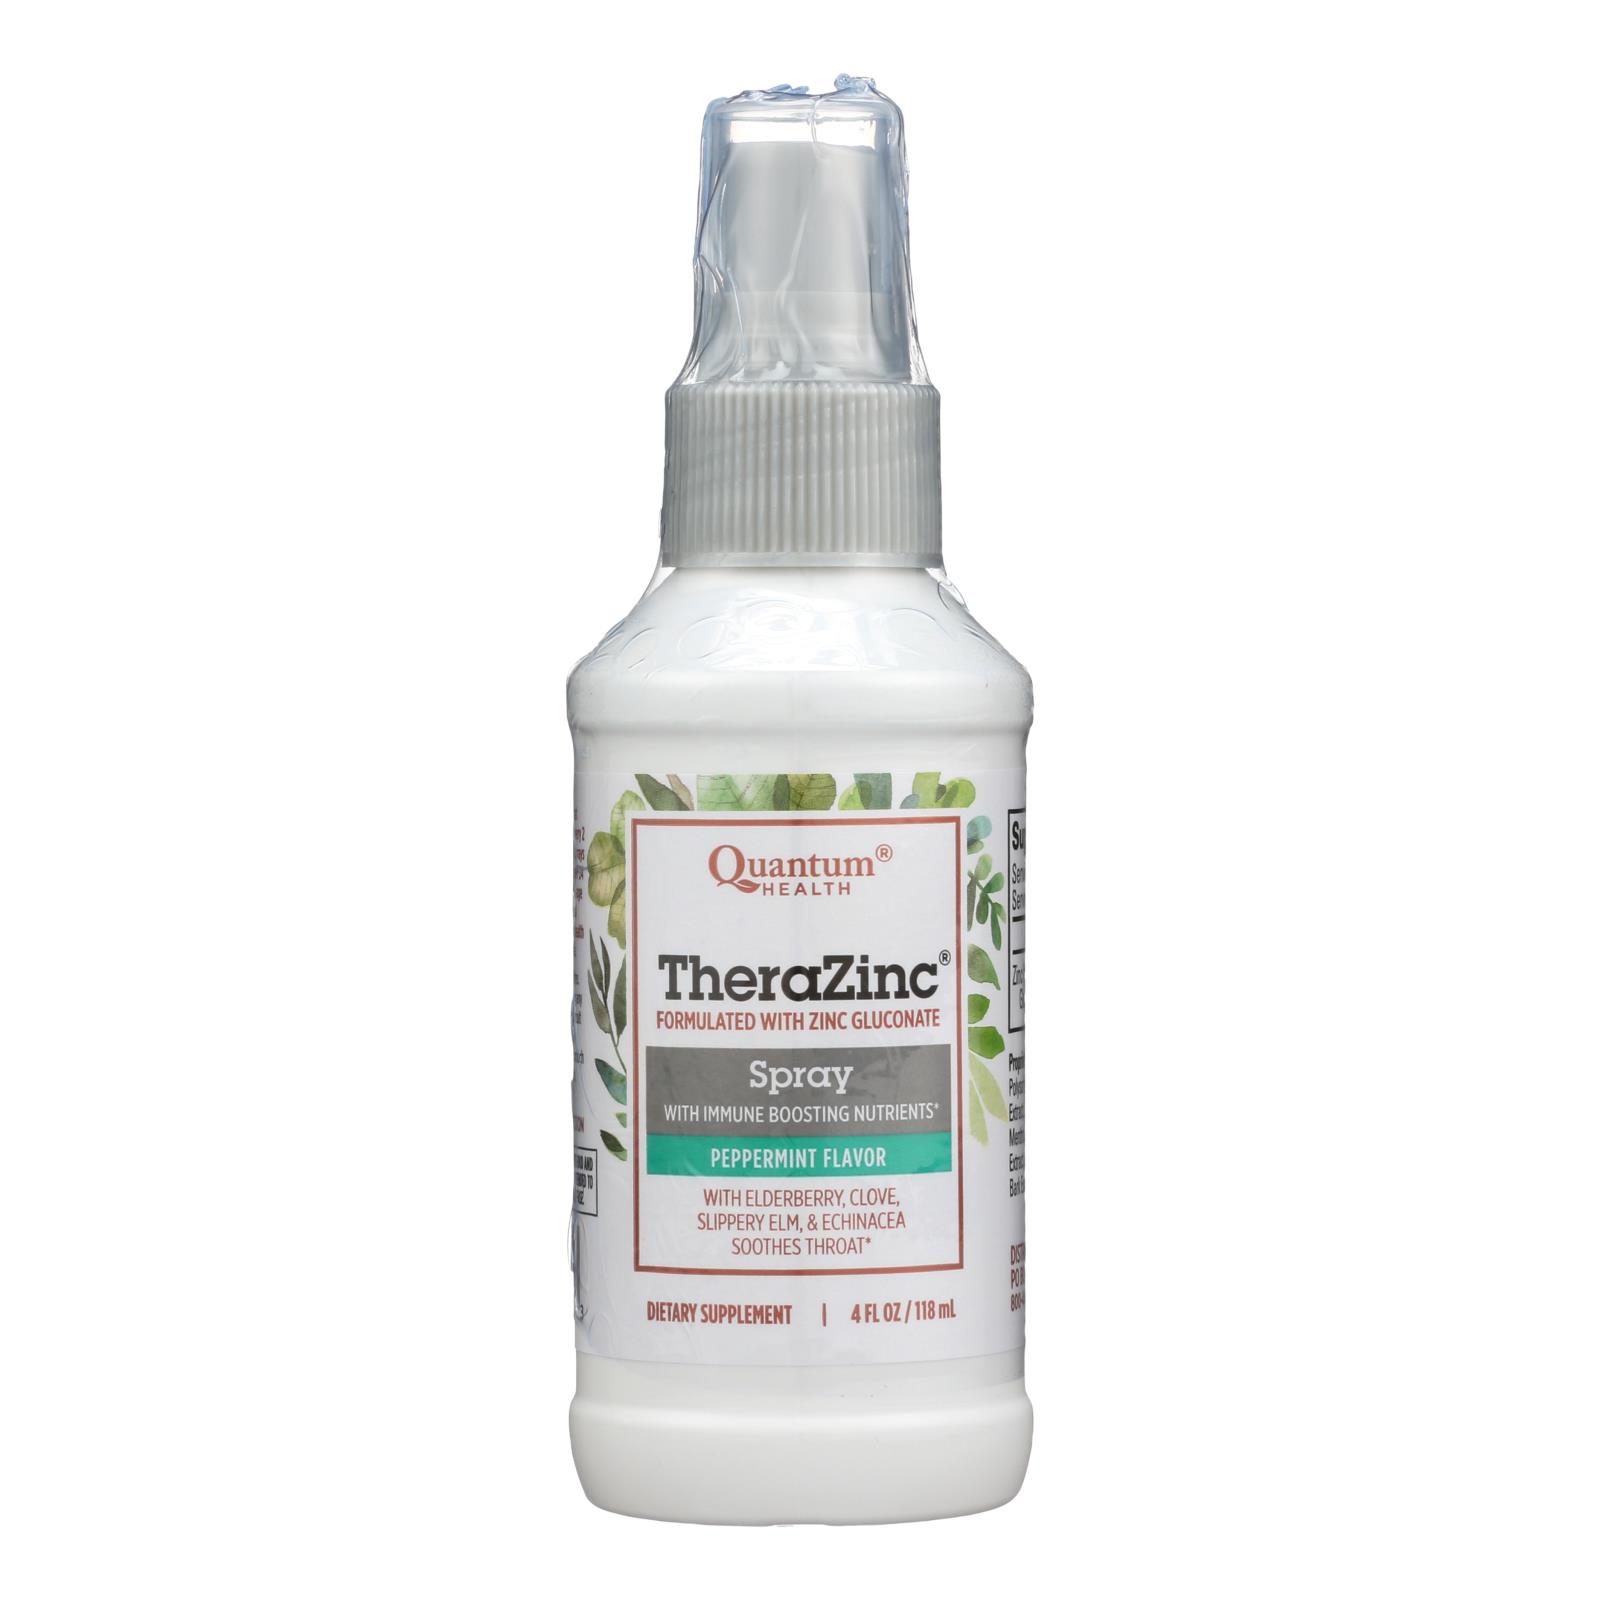 Quantum®
HEALTH
TheraZinc®
FORMULATED WITH ZINC GLUCONATE
Spray
WITH IMMUNE BOOSTING NUTRIENTS*
PEPPERMINT FLAVOR
WITH ELDERBERRY, CLOVE,
SLIPPERY ELM, & ECHINACEA
SOOTHES THROAT*
DIETARY SUPPLEMENT | 4 FL OZ / 118 mL